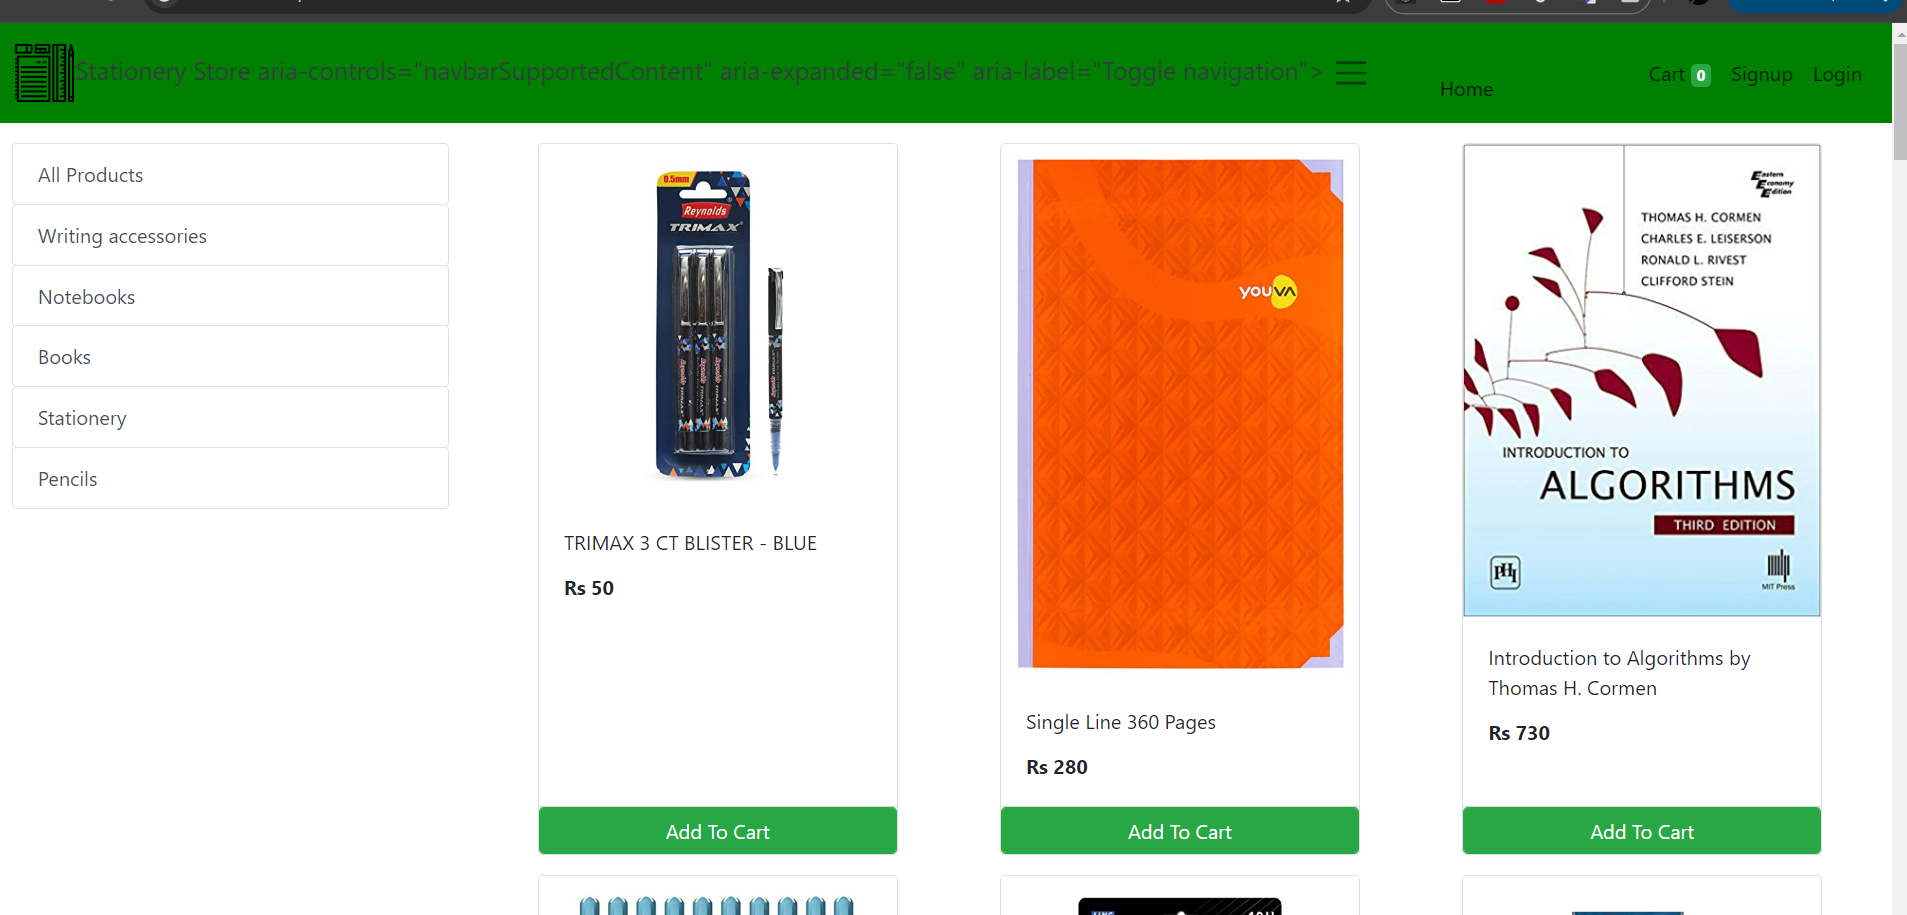 Stationery Store aria-controls="navbarSupportedContent" aria-expanded="false" aria-label="Toggle navigation">
Home
Cart 0
Signup
Login
All Products
Writing accessories
Notebooks
Books
Stationery
Pencils
0.5mm
Reynolds
TRIMAX
TRIMAX 3 CT BLISTER - BLUE
Rs 50
Add To Cart
youVA
Single Line 360 Pages
Rs 280
Add To Cart
Eastern
Economy
Edition
THOMAS H. CORMEN
CHARLES E. LEISERSON
RONALD L. RIVEST
CLIFFORD STEIN
INTRODUCTION TO
ALGORITHMS
THIRD EDITION
PHI
MIT Press
Introduction to Algorithms by
Thomas H. Cormen
Rs 730
Add To Cart